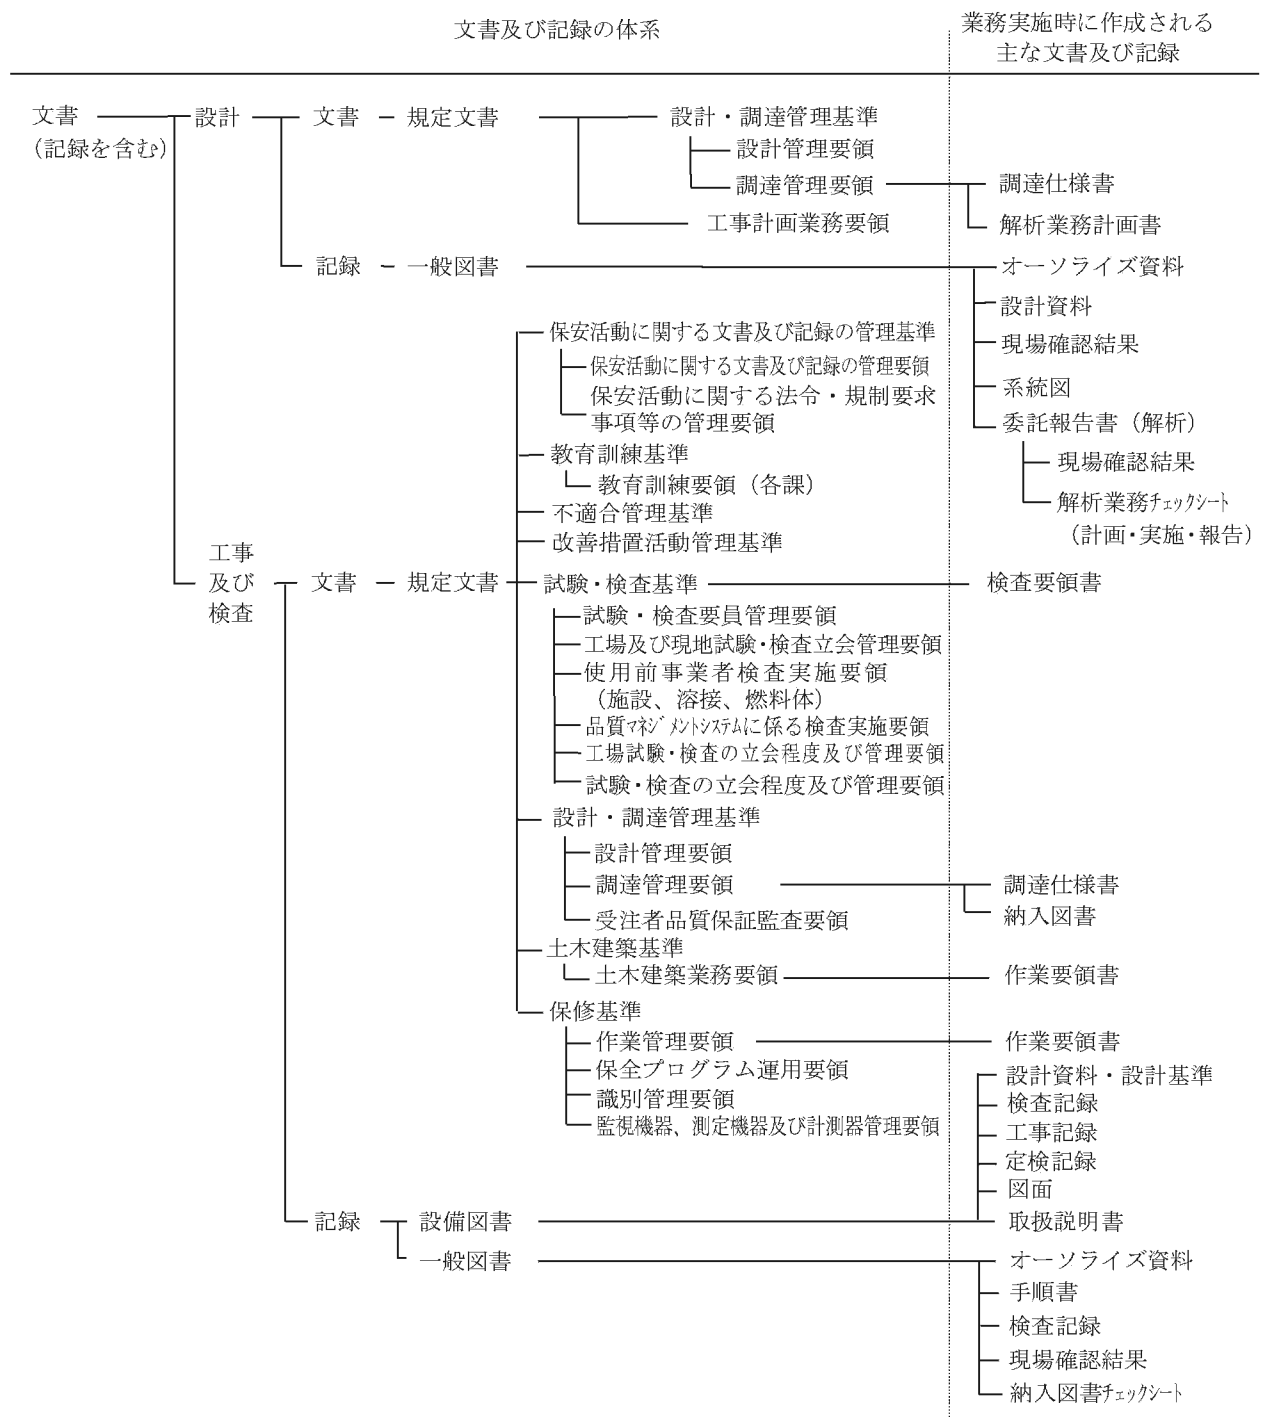 文書及び記録の体系
業務実施時に作成される
主な文書及び記録
文書
(記録を含む)
設計
文書
規定文書
設計・調達管理基準
設計管理要領
調達管理要領
調達仕様書
解析業務計画書
工事計画業務要領
記録
一般図書
オーソライズ資料
設計資料
現場確認結果
系統図
委託報告書（解析）
現場確認結果
解析業務チェックシート
（計画・実施・報告）
工事
及び
検査
文書
規定文書
保安活動に関する文書及び記録の管理基準
保安活動に関する文書及び記録の管理要領
保安活動に関する法令・規制要求
事項等の管理要領
教育訓練基準
教育訓練要領（各課）
不適合管理基準
改善措置活動管理基準
試験・検査基準
検査要領書
試験・検査要員管理要領
工場及び現地試験・検査立会管理要領
使用前事業者検査実施要領
（施設、溶接、燃料体）
品質マネジメントシステムに係る検査実施要領
工場試験・検査の立会程度及び管理要領
試験・検査の立会程度及び管理要領
設計・調達管理基準
設計管理要領
調達管理要領
調達仕様書
納入図書
受注者品質保証監査要領
土木建築基準
土木建築業務要領
作業要領書
保修基準
作業管理要領
作業要領書
保全プログラム運用要領
識別管理要領
監視機器、測定機器及び計測器管理要領
記録
設備図書
設計資料・設計基準
検査記録
工事記録
定検記録
図面
取扱説明書
一般図書
オーソライズ資料
手順書
検査記録
現場確認結果
納入図書チェックシート